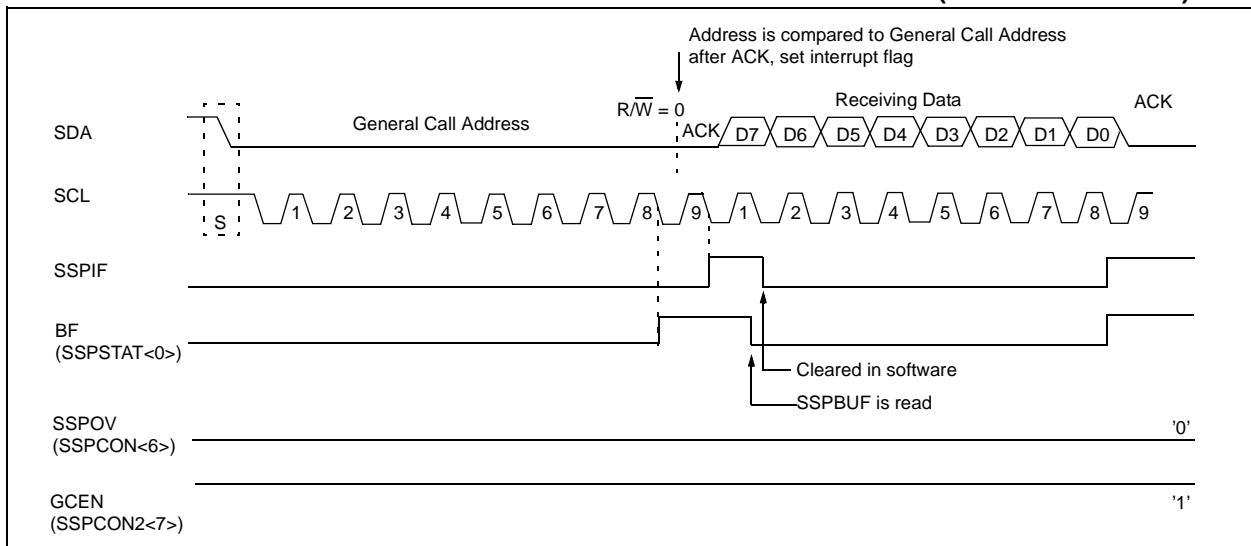 Address is compared to General Call Address
after ACK, set interrupt flag
R/W = 0
Receiving Data
ACK
SDA
General Call Address
ACK
D7 D6 D5 D4 D3 D2 D1 D0
SCL
S
1 2 3 4 5 6 7 8 9 1 2 3 4 5 6 7 8 9
SSPIF
BF
(SSPSTAT<0>)
Cleared in software
SSPBUF is read
SSPOV
(SSPCON<6>)
'0'
GCEN
(SSPCON2<7>)
'1'